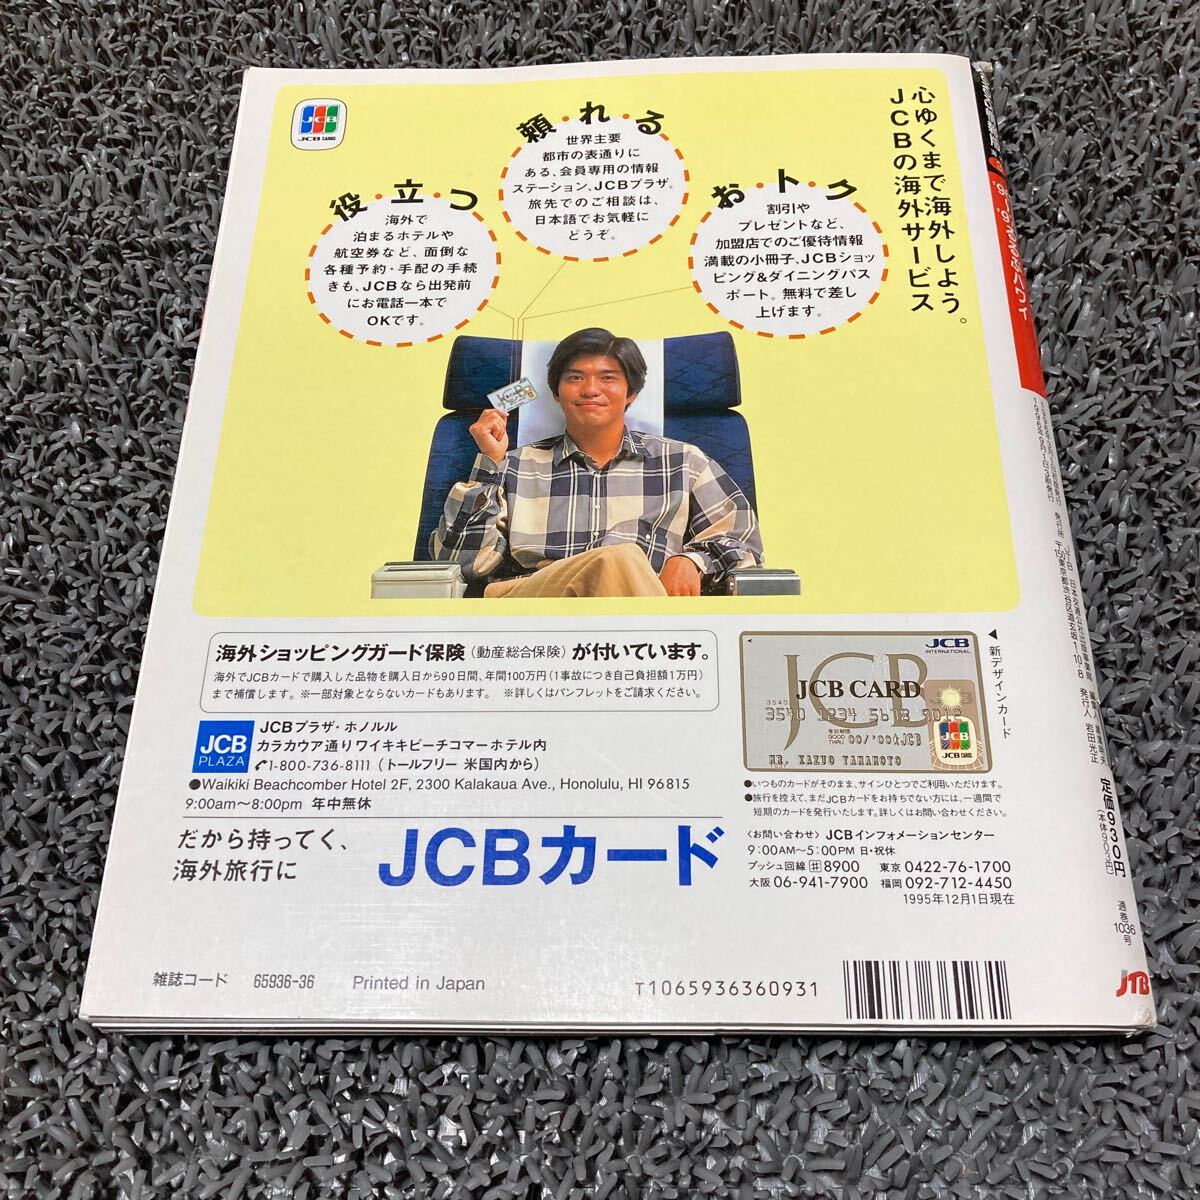 心ゆくまで海外しよう。
JCBの海外サービス
JCB
JCB CARDS
頼れる
世界主要
都市の表通りに
ある、会員専用の情報
ステーション、JCBプラザ。
旅先でのご相談は、
日本語でお気軽に
どうぞ。
役立つ
海外で
泊まるホテルや
航空券など、面倒な
各種予約・手配の手続
きも、JCBなら出発前
にお電話一本で
OKです。
おトク
割引や
プレゼントなど、
加盟店でのご優待情報
満載の小冊子、JCBショッ
ピング&ダイニングパス
ポート。無料で差し
上げます。
海外ショッピングガード保険(動産総合保険)が付いています。
海外でJCBカードで購入した品物を購入日から90日間、年間100万円(1事故につき自己負担額1万円)
まで補償します。※一部対象とならないカードもあります。 ※詳しくはパンフレットをご請求ください。
JCB
PLAZA
JCBプラザ・ホノルル
カラカウア通りワイキキビーチコマーホテル内
1-800-736-8111(トールフリー 米国内から)
●Waikiki Beachcomber Hotel 2F, 2300 Kalakaua Ave., Honolulu, HI 96815
9:00am~8:00pm 年中無休
だから持ってく、
海外旅行に
JCBカード
◀新デザインカード
JCB
INTERNATIONAL
JCB
JCB CARD
3540
3540 1234 5678 9012
有効期限
GOOD
THRU
00/'00☆JCB
MR. KAZUO YAMAMOTO
JCB
JCB CARDS
●いつものカードがそのまま、サインひとつでご利用いただけます。
●旅行を控えて、まだJCBカードをお持ちでない方には、一週間で
短期のカードを発行いたします。詳しくはお問い合わせください。
〈お問い合わせ〉JCBインフォメーションセンター
9:00AM~5:00PM 日・祝休
プッシュ回線 #8900 東京 0422-76-1700
大阪 06-941-7900 福岡 092-712-4450
1995年12月1日現在
雑誌コード 65936-36 Printed in Japan
T1065936360931
発行人 岩田光正
定価930円
(本体903円)
通巻
1036
号
JTB